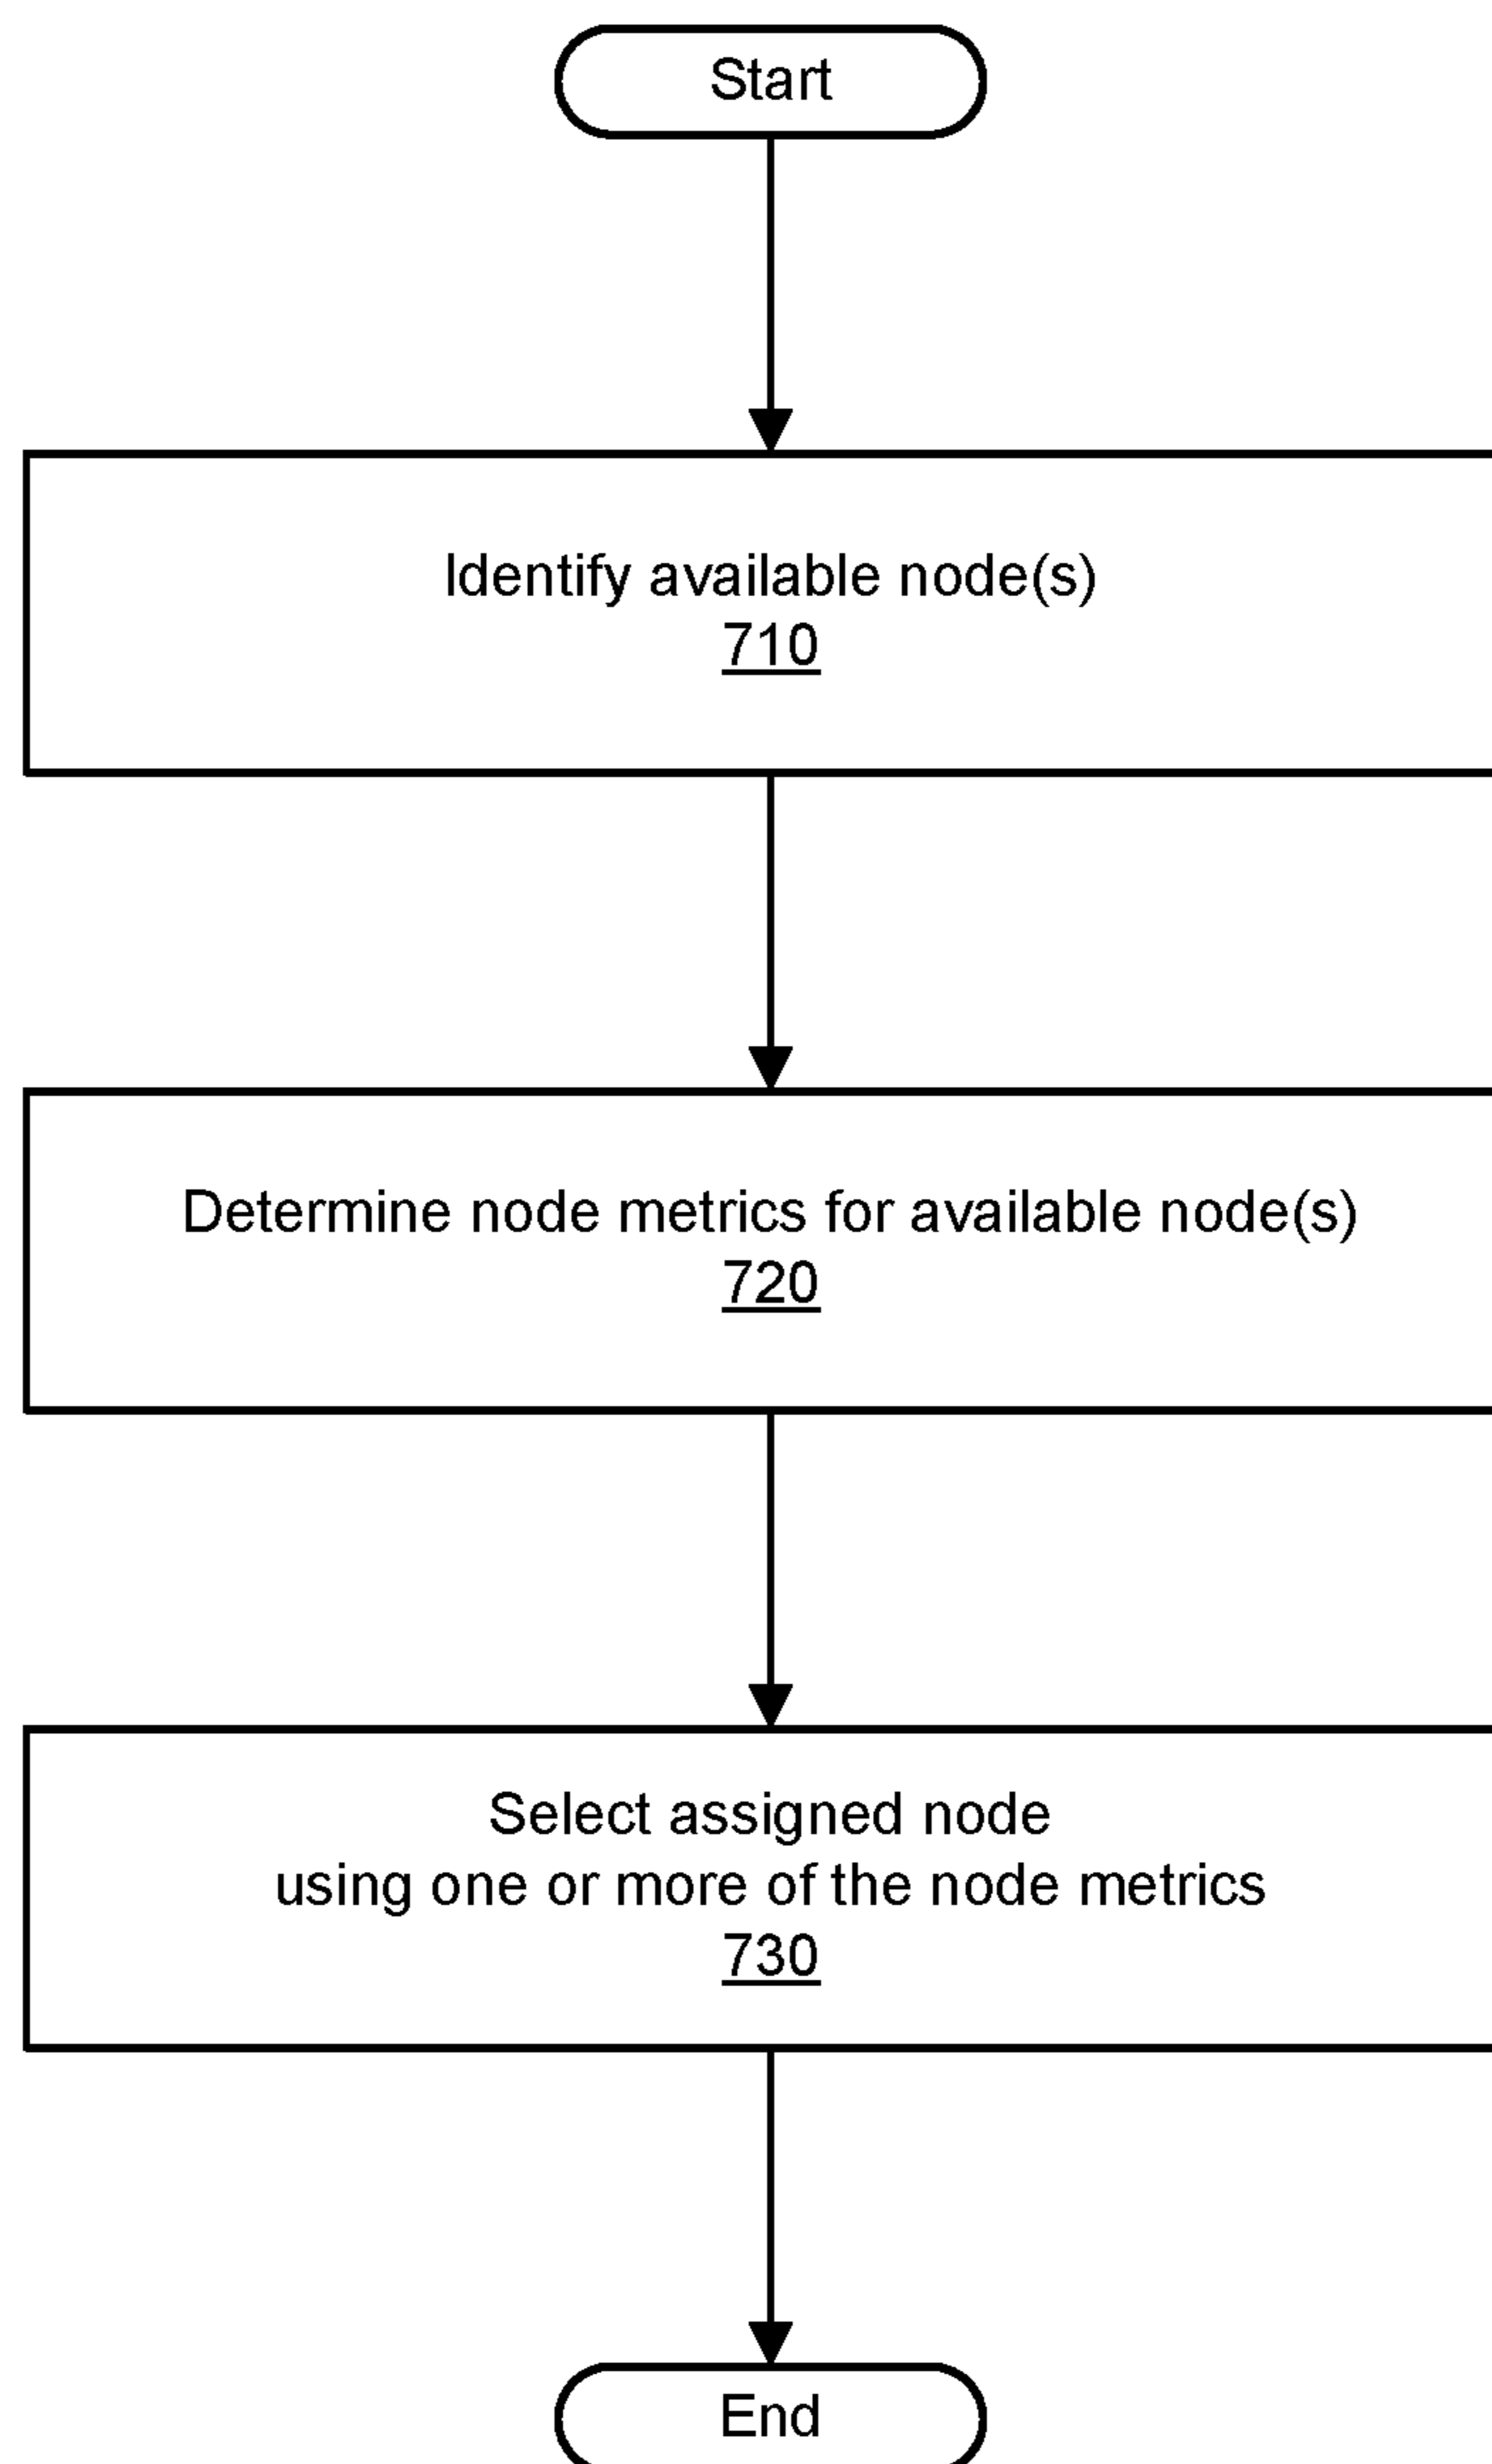 Start
Identify available node(s)
710
Determine node metrics for available node(s)
720
Select assigned node
using one or more of the node metrics
730
End